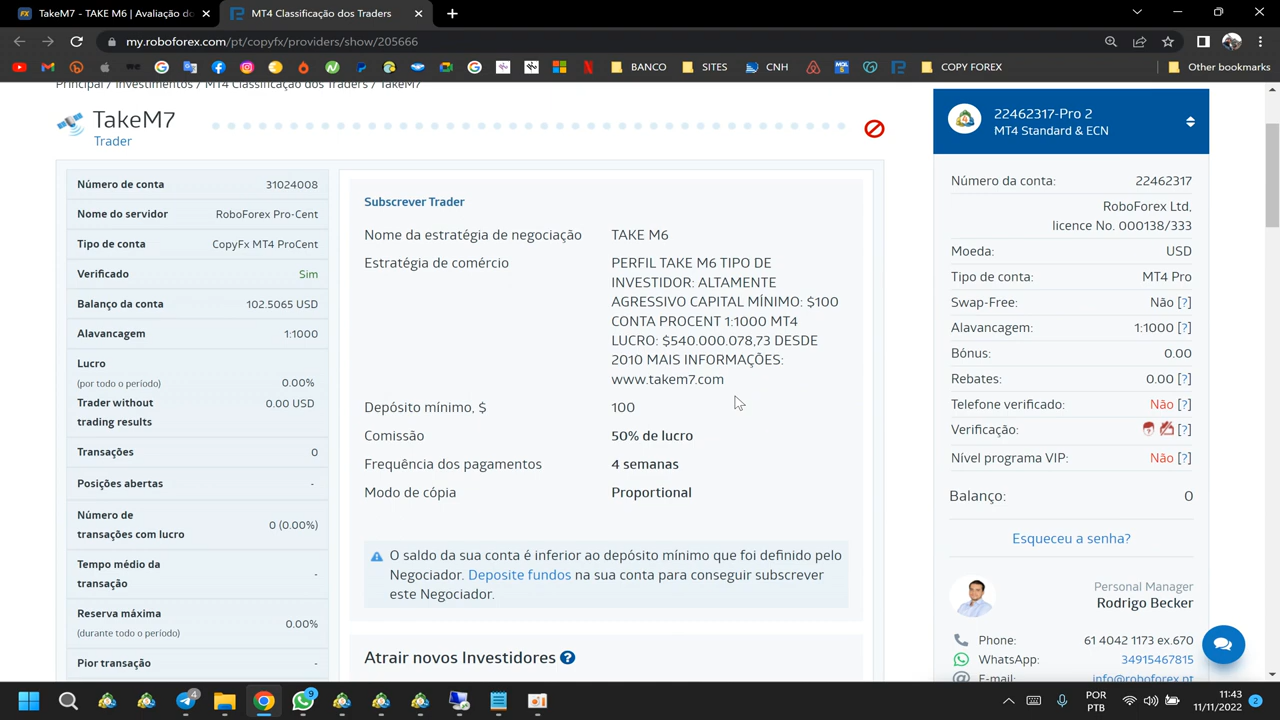 TakeM7 - TAKE M6 | Avaliação do
MT4 Classificação dos Traders
my.roboforex.com/pt/copyfx/providers/show/205666
BANCO
SITES
CNH
COPY FOREX
Other bookmarks
Principal / Investimentos / MT4 Classificação dos Traders / TakeM7
TakeM7
Trader
Número de conta 31024008
Nome do servidor RoboForex Pro-Cent
Tipo de conta CopyFx MT4 ProCent
Verificado Sim
Balanço da conta 102.5065 USD
Alavancagem 1:1000
Lucro
(por todo o período) 0.00%
Trader without 0.00 USD
trading results
Transações 0
Posições abertas -
Número de
transações com lucro 0 (0.00%)
Tempo médio da
transação -
Reserva máxima
(durante todo o período) 0.00%
Pior transação -
Subscrever Trader
Nome da estratégia de negociação TAKE M6
Estratégia de comércio PERFIL TAKE M6 TIPO DE
INVESTIDOR: ALTAMENTE
AGRESSIVO CAPITAL MÍNIMO: $100
CONTA PROCENT 1:1000 MT4
LUCRO: $540.000.078,73 DESDE
2010 MAIS INFORMAÇÕES:
www.takem7.com
Depósito mínimo, $ 100
Comissão 50% de lucro
Frequência dos pagamentos 4 semanas
Modo de cópia Proportional
O saldo da sua conta é inferior ao depósito mínimo que foi definido pelo
Negociador. Deposite fundos na sua conta para conseguir subscrever
este Negociador.
Atrair novos Investidores ?
22462317-Pro 2
MT4 Standard & ECN
Número da conta: 22462317
RoboForex Ltd,
licence No. 000138/333
Moeda: USD
Tipo de conta: MT4 Pro
Swap-Free: Não [?]
Alavancagem: 1:1000 [?]
Bónus: 0.00
Rebates: 0.00 [?]
Telefone verificado: Não [?]
Verificação: [?]
Nível programa VIP: Não [?]
Balanço: 0
Esqueceu a senha?
Personal Manager
Rodrigo Becker
Phone: 61 4042 1173 ex.670
WhatsApp: 34915467815
E-mail: info@roboforex.pt
4
9
POR
PTB
11:43
11/11/2022
2